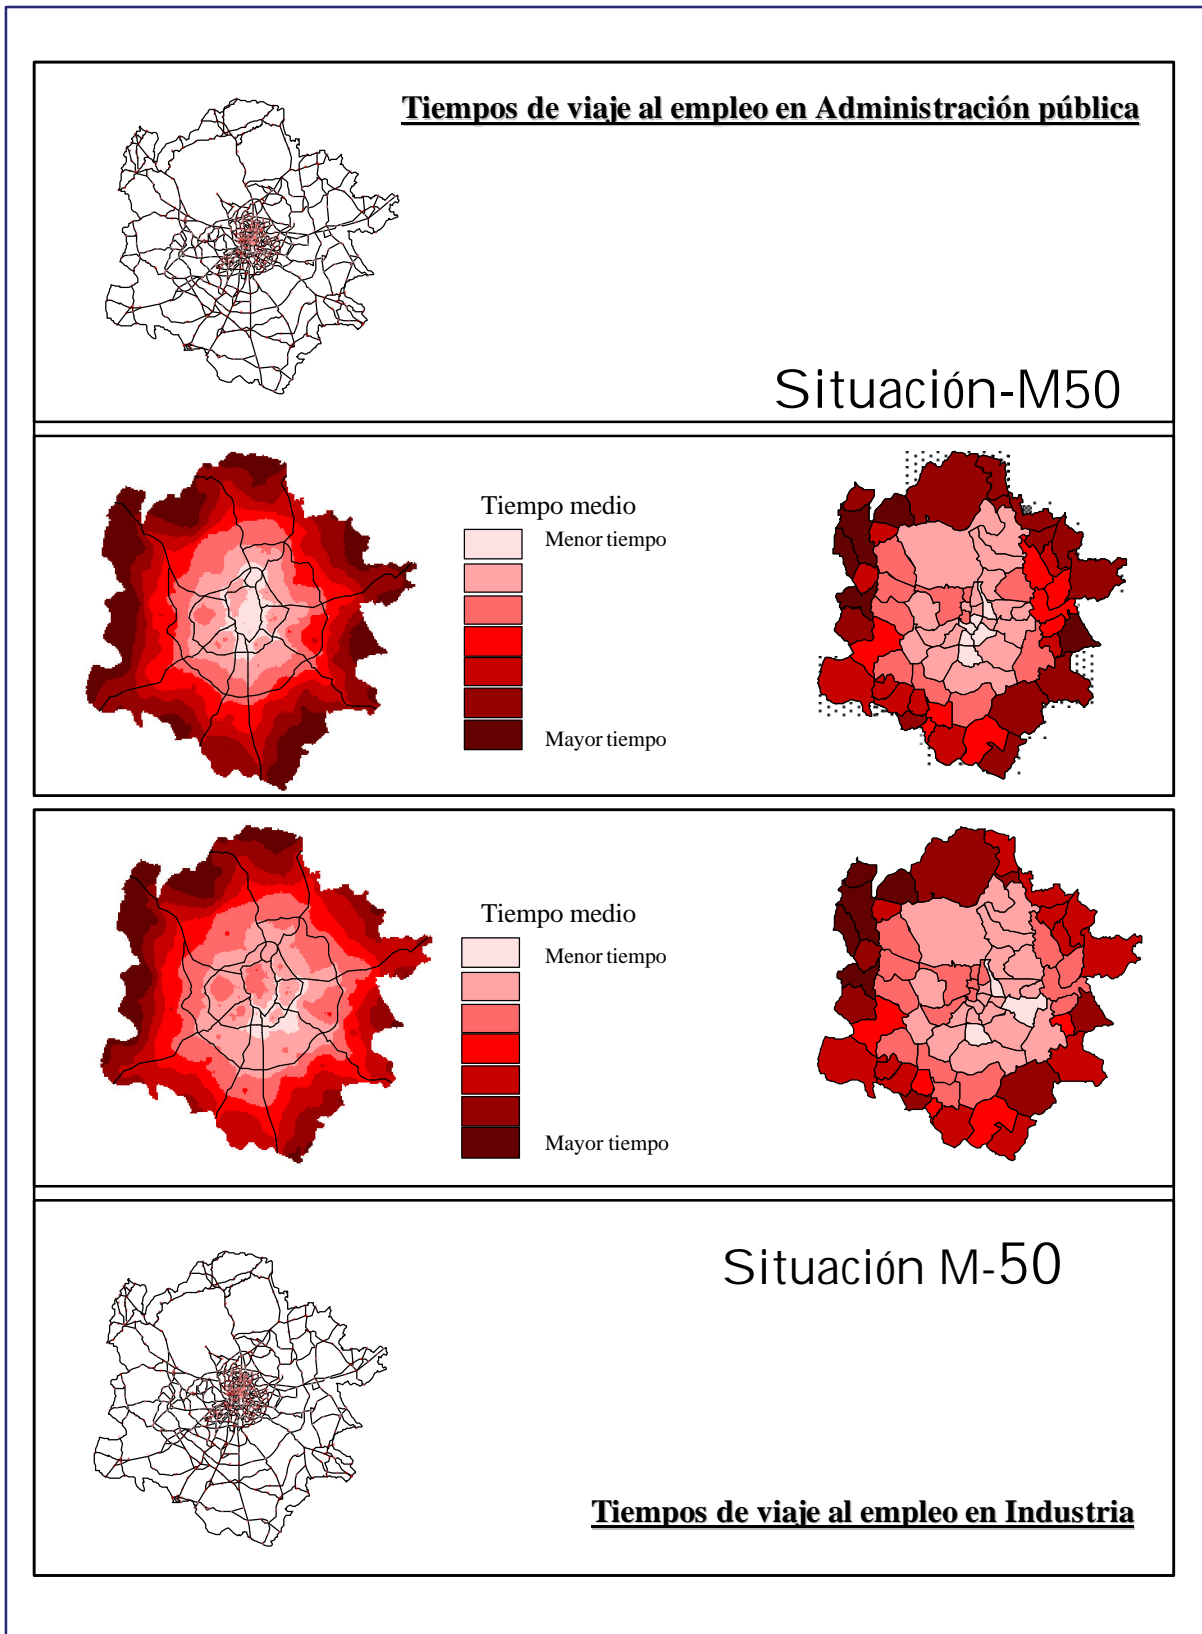 Tiempos de viaje al empleo en Administración pública
Situación-M50
Tiempo medio
Menor tiempo
Mayor tiempo
Tiempo medio
Menor tiempo
Mayor tiempo
Situación M-50
Tiempos de viaje al empleo en Industria